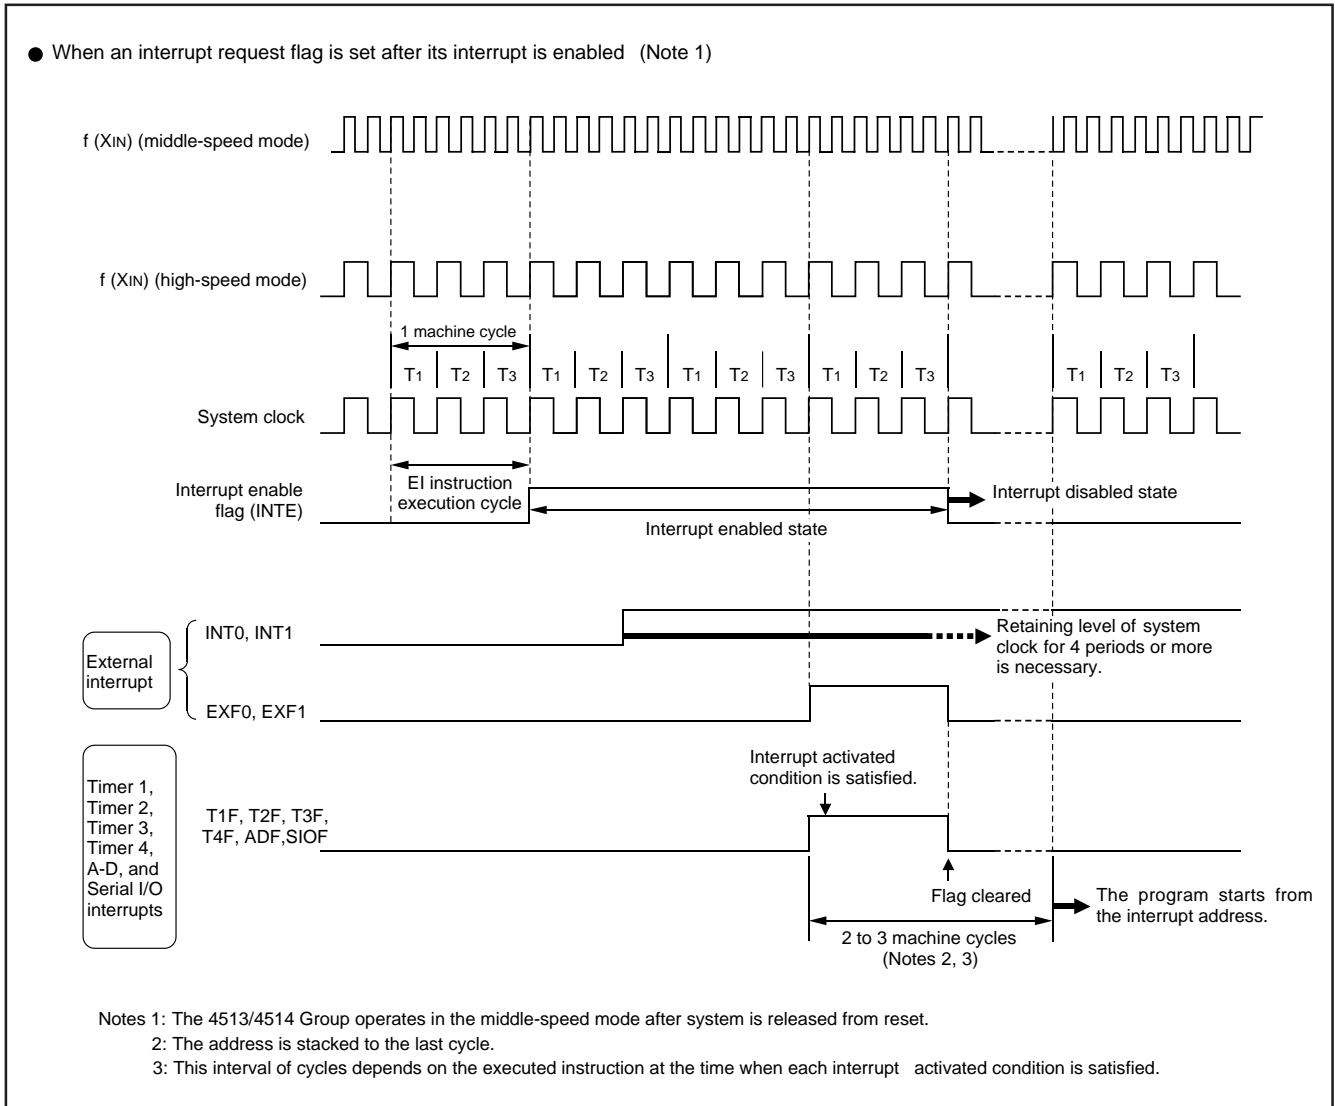 ● When an interrupt request flag is set after its interrupt is enabled (Note 1)
f (XIN) (middle-speed mode)
f (XIN) (high-speed mode)
1 machine cycle
T1 T2 T3 T1 T2 T3 T1 T2 T3 T1 T2 T3 T1 T2 T3
System clock
EI instruction
execution cycle
Interrupt enable
flag (INTE)
Interrupt enabled state
Interrupt disabled state
External
interrupt
INT0, INT1
Retaining level of system
clock for 4 periods or more
is necessary.
EXF0, EXF1
Timer 1,
Timer 2,
Timer 3,
Timer 4,
A-D, and
Serial I/O
interrupts
T1F, T2F, T3F,
T4F, ADF,SIOF
Interrupt activated
condition is satisfied.
Flag cleared
2 to 3 machine cycles
(Notes 2, 3)
The program starts from
the interrupt address.
Notes 1: The 4513/4514 Group operates in the middle-speed mode after system is released from reset.
2: The address is stacked to the last cycle.
3: This interval of cycles depends on the executed instruction at the time when each interrupt activated condition is satisfied.